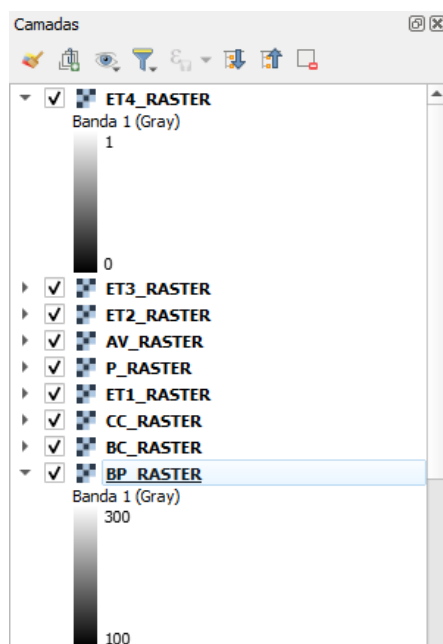 Camadas
ET4_RASTER
Banda 1 (Gray)
1
0
ET3_RASTER
ET2_RASTER
AV_RASTER
P_RASTER
ET1_RASTER
CC_RASTER
BC_RASTER
BP_RASTER
Banda 1 (Gray)
300
100